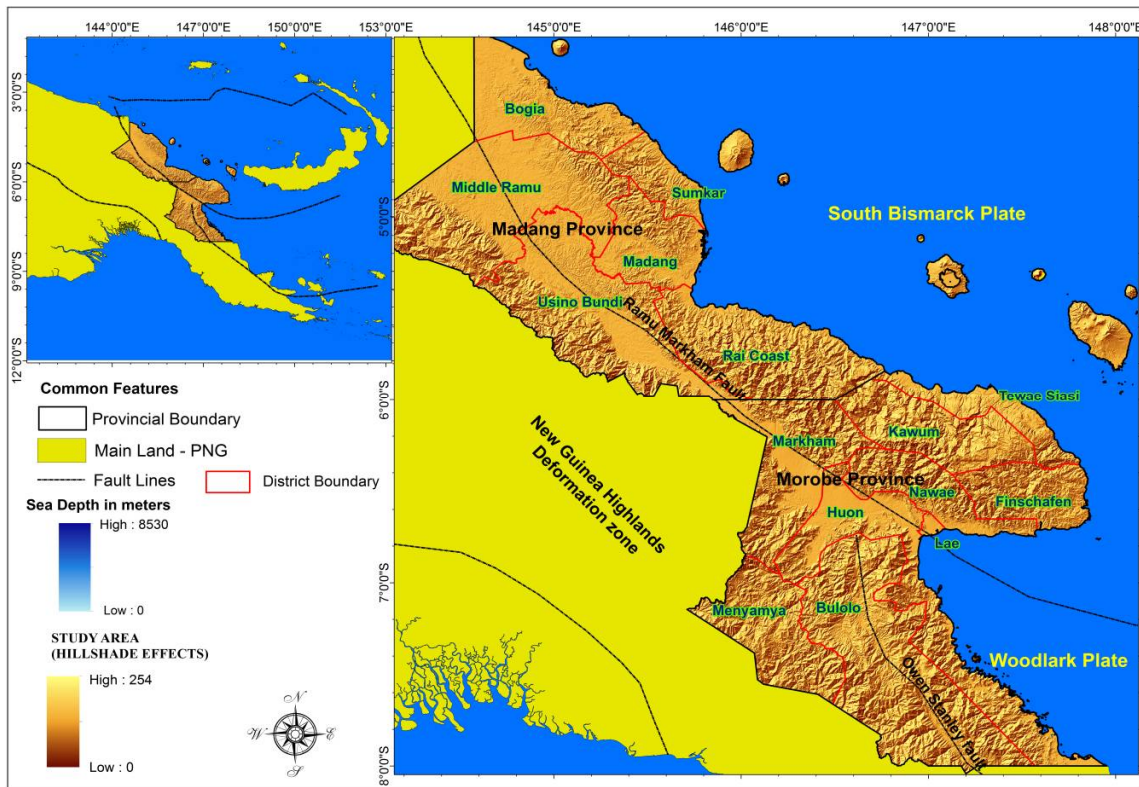 144°0'0"E 147°0'0"E 150°0'0"E 153°0'0"E
3°0'0"S
6°0'0"S
9°0'0"S
12°0'0"S
145°0'0"E 146°0'0"E 147°0'0"E 148°0'0"E
5°0'0"S
6°0'0"S
7°0'0"S
8°0'0"S
Bogia
Middle Ramu
Sumkar
Madang Province
Madang
Usino Bundi
Ramu Markham Fault
Rai Coast
South Bismarck Plate
Tewae Siasi
Kawum
Markham
Morobe Province
Nawae
Finschafen
Huon
Lae
New Guinea Highlands
Deformation zone
Menyamya
Bulolo
Woodlark Plate
Owen Stanley fault
Common Features
Provincial Boundary
Main Land - PNG
Fault Lines
District Boundary
Sea Depth in meters
High : 8530
Low : 0
STUDY AREA
(HILLSHADE EFFECTS)
High : 254
Low : 0
N
W E
S